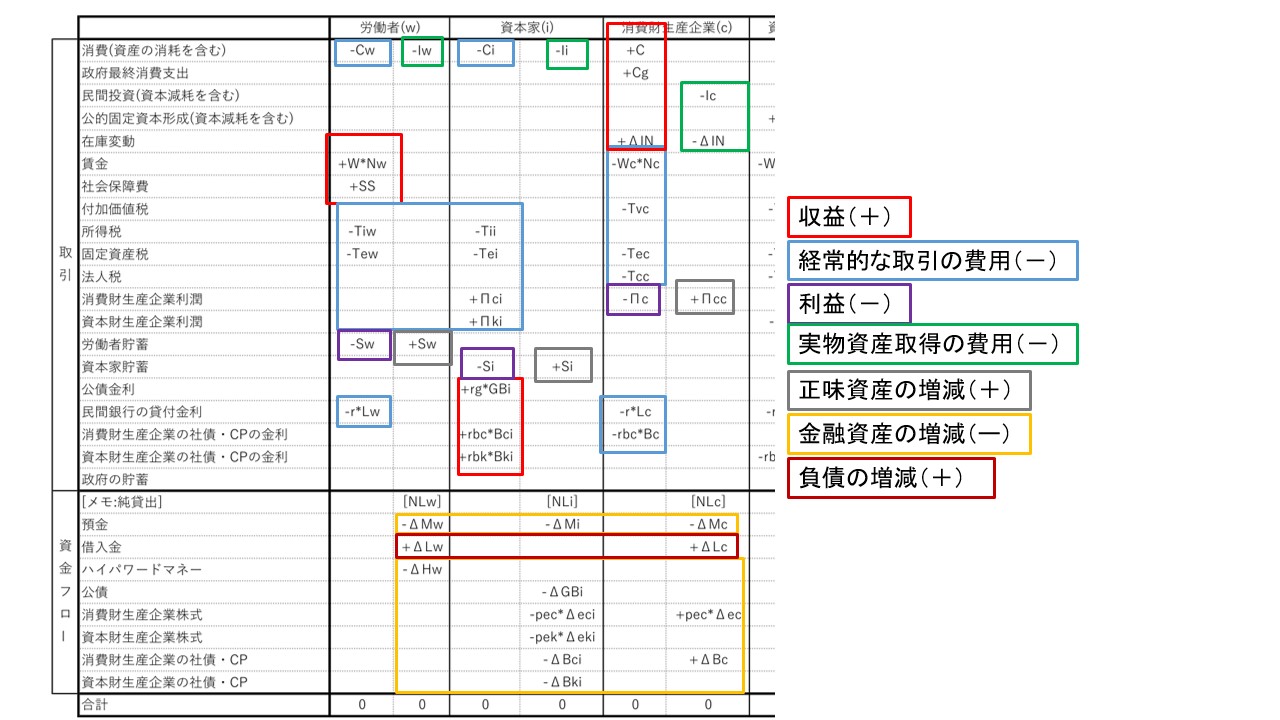 労働者(w) 資本家(i) 消費財生産企業(c)
取引
消費(資産の消耗を含む) -Cw -Iw -Ci -Ii +C
政府最終消費支出 +Cg
民間投資(資本減耗を含む) -Ic
公的固定資本形成(資本減耗を含む) +
在庫変動 +ΔIN -ΔIN
賃金 +W*Nw -Wc*Nc -W
社会保障費 +SS
付加価値税 -Tvc -
所得税 -Tiw -Tii
固定資産税 -Tew -Tei -Tec
法人税 -Tcc
消費財生産企業利潤 +Πci -Πc +Πcc
資本財生産企業利潤 +Πki -
労働者貯蓄 -Sw +Sw
資本家貯蓄 -Si +Si
公債金利 +rg*GBi
民間銀行の貸付金利 -r*Lw -r*Lc -r
消費財生産企業の社債・CPの金利 +rbc*Bci -rbc*Bc
資本財生産企業の社債・CPの金利 +rbk*Bki -rb
政府の貯蓄
資金フロー
[メモ:純貸出] [NLw] [NLi] [NLc]
預金 -ΔMw -ΔMi -ΔMc
借入金 +ΔLw +ΔLc
ハイパワードマネー -ΔHw
公債 -ΔGBi
消費財生産企業株式 -pec*Δeci +pec*Δec
資本財生産企業株式 -pek*Δeki
消費財生産企業の社債・CP -ΔBci +ΔBc
資本財生産企業の社債・CP -ΔBki
合計 0 0 0 0 0
収益(＋)
経常的な取引の費用(－)
利益(－)
実物資産取得の費用(－)
正味資産の増減(＋)
金融資産の増減(－)
負債の増減(＋)